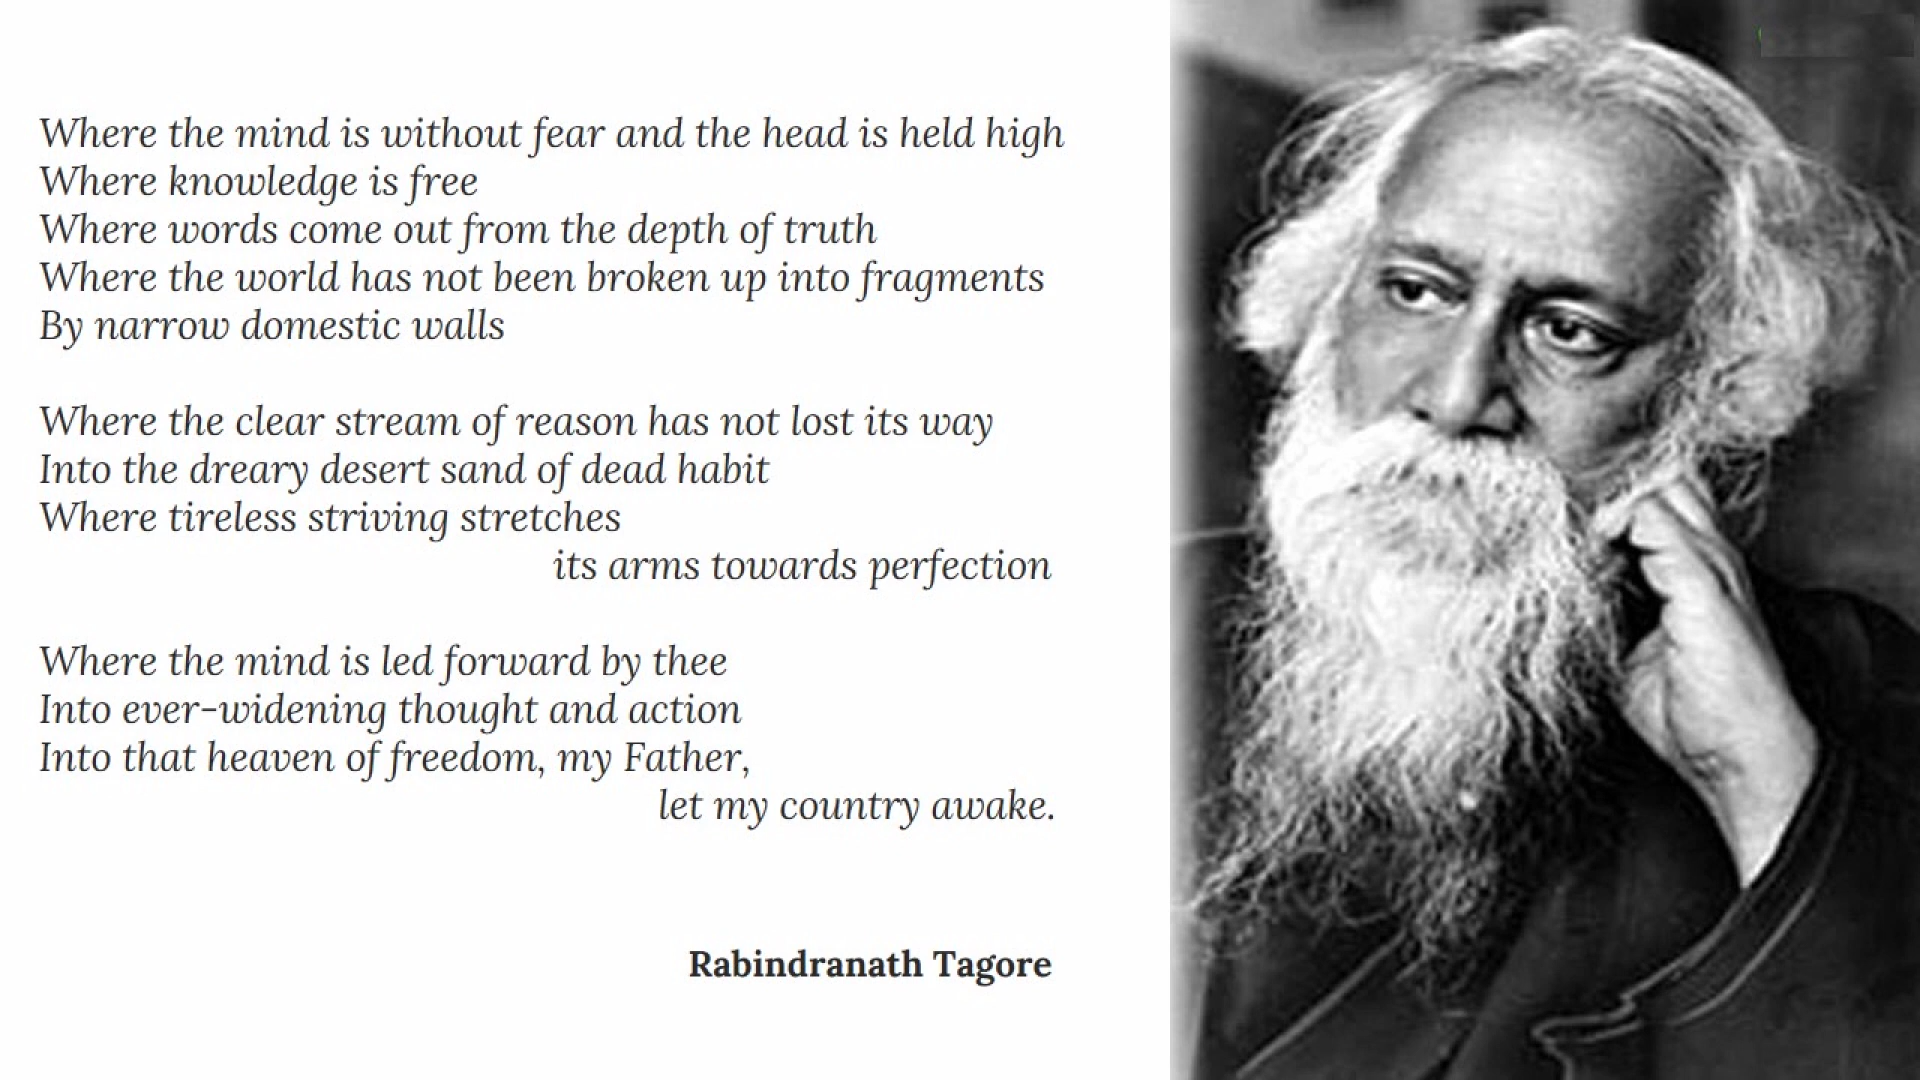 Where the mind is without fear and the head is held high
Where knowledge is free
Where words come out from the depth of truth
Where the world has not been broken up into fragments
By narrow domestic walls
Where the clear stream of reason has not lost its way
Into the dreary desert sand of dead habit
Where tireless striving stretches
its arms towards perfection
Where the mind is led forward by thee
Into ever-widening thought and action
Into that heaven of freedom, my Father,
let my country awake.
Rabindranath Tagore